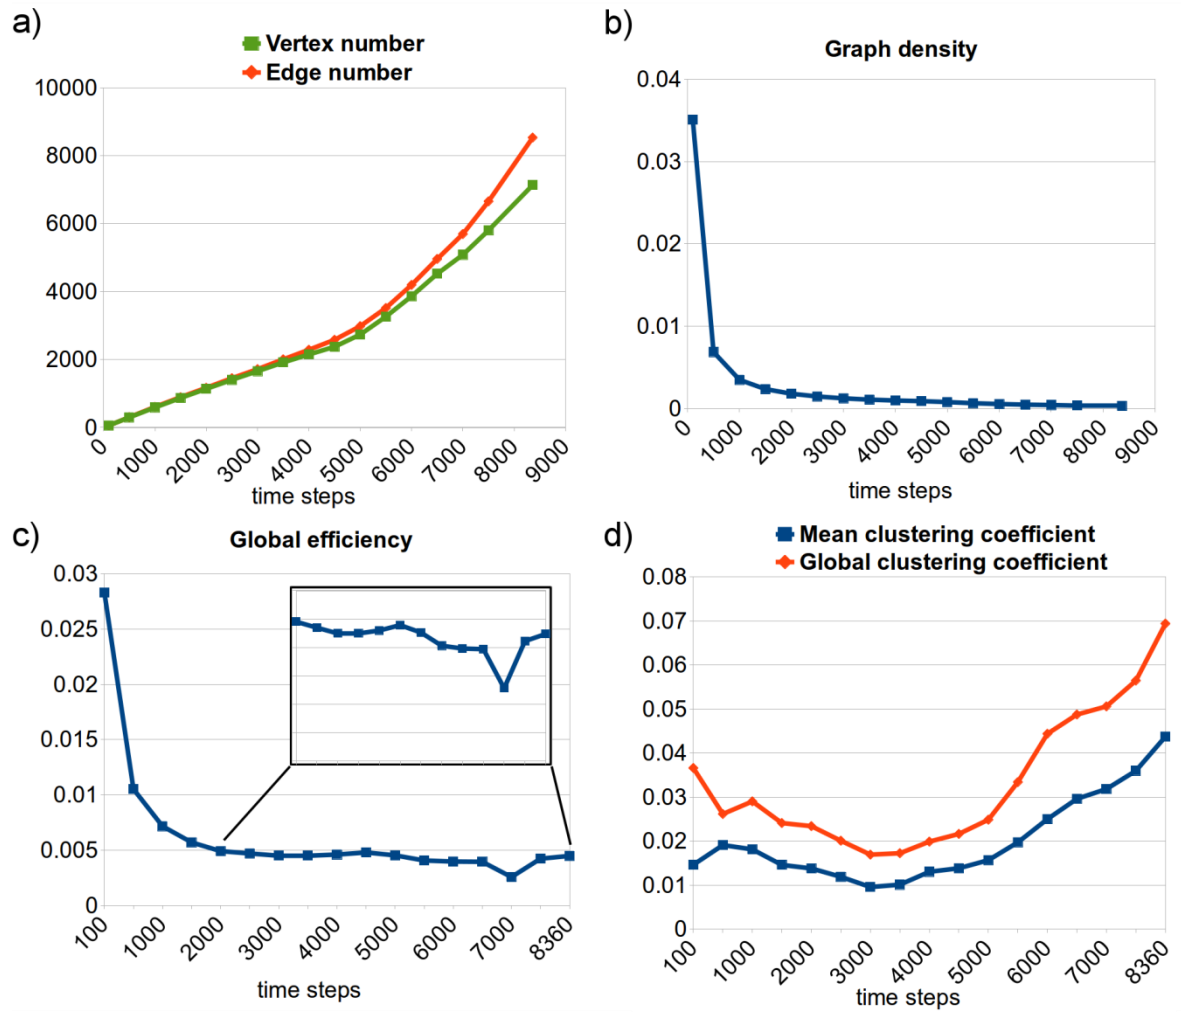 a)
Vertex number
Edge number
10000
8000
6000
4000
2000
0
0 1000 2000 3000 4000 5000 6000 7000 8000 9000
time steps
b)
Graph density
0.04
0.03
0.02
0.01
0
0 1000 2000 3000 4000 5000 6000 7000 8000 9000
time steps
c)
Global efficiency
0.03
0.025
0.02
0.015
0.01
0.005
0
100 1000 2000 3000 4000 5000 6000 7000 8360
time steps
d)
Mean clustering coefficient
Global clustering coefficient
0.08
0.07
0.06
0.05
0.04
0.03
0.02
0.01
0
100 1000 2000 3000 4000 5000 6000 7000 8360
time steps